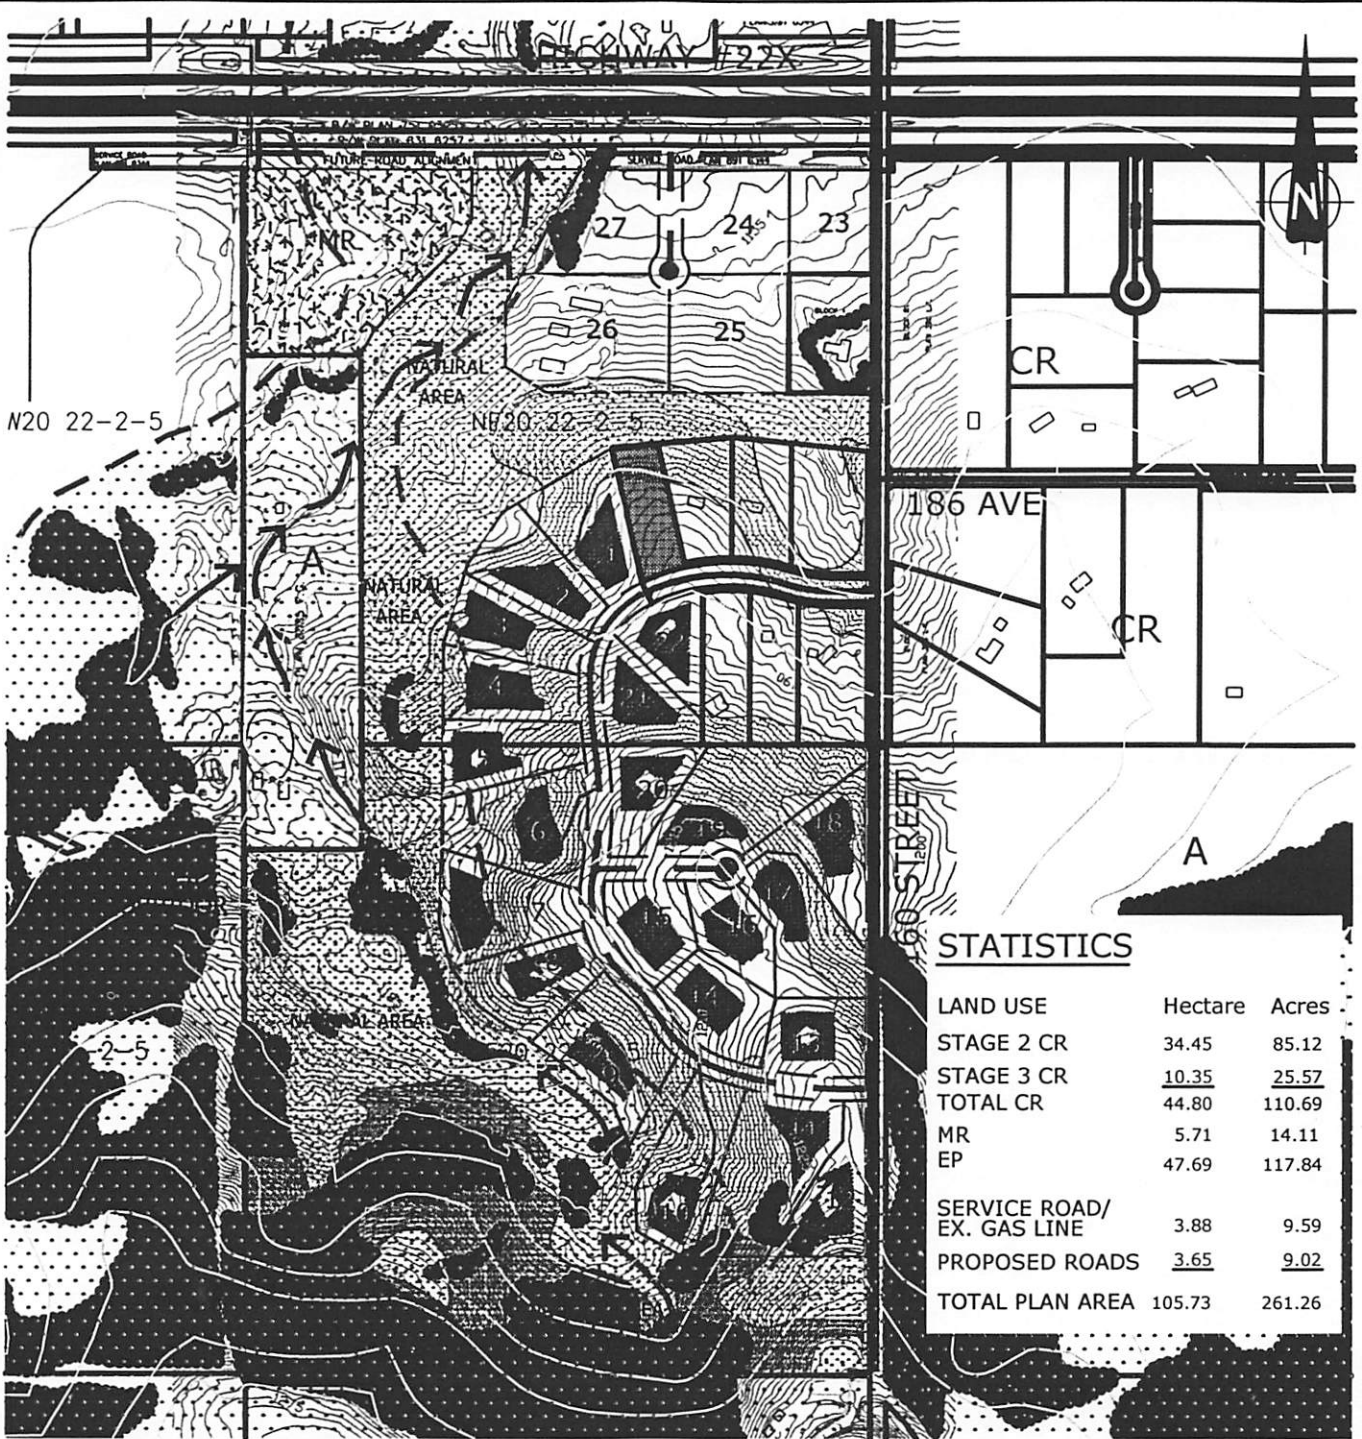 HIGHWAY #22X
FUTURE ROAD ALIGNMENT
N
MR
27
24
23
26
25
CR
NATURAL
AREA
N20 22-2-5
NE20 22-2-5
186 AVE
A
NATURAL
AREA
CR
1
2
3
4
21
6
20
18
7
15
16
14
A
160 STREET
NATURAL AREA
-2-5
STATISTICS
LAND USE Hectare Acres
STAGE 2 CR 34.45 85.12
STAGE 3 CR 10.35 25.57
TOTAL CR 44.80 110.69
MR 5.71 14.11
EP 47.69 117.84
SERVICE ROAD/
EX. GAS LINE 3.88 9.59
PROPOSED ROADS 3.65 9.02
TOTAL PLAN AREA 105.73 261.26